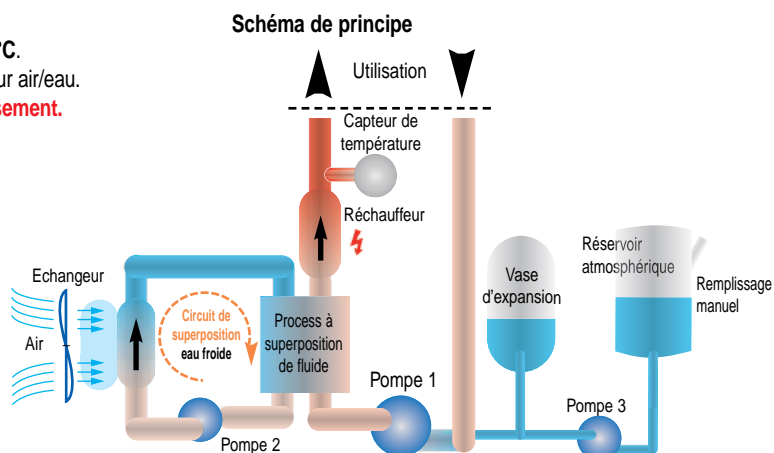 Schéma de principe
°C.
ur air/eau.
sement.
Utilisation
Capteur de
température
Réchauffeur
Echangeur
Air
Circuit de
superposition
eau froide
Process à
superposition
de fluide
Pompe 1
Pompe 2
Vase
d'expansion
Réservoir
atmosphérique
Remplissage
manuel
Pompe 3